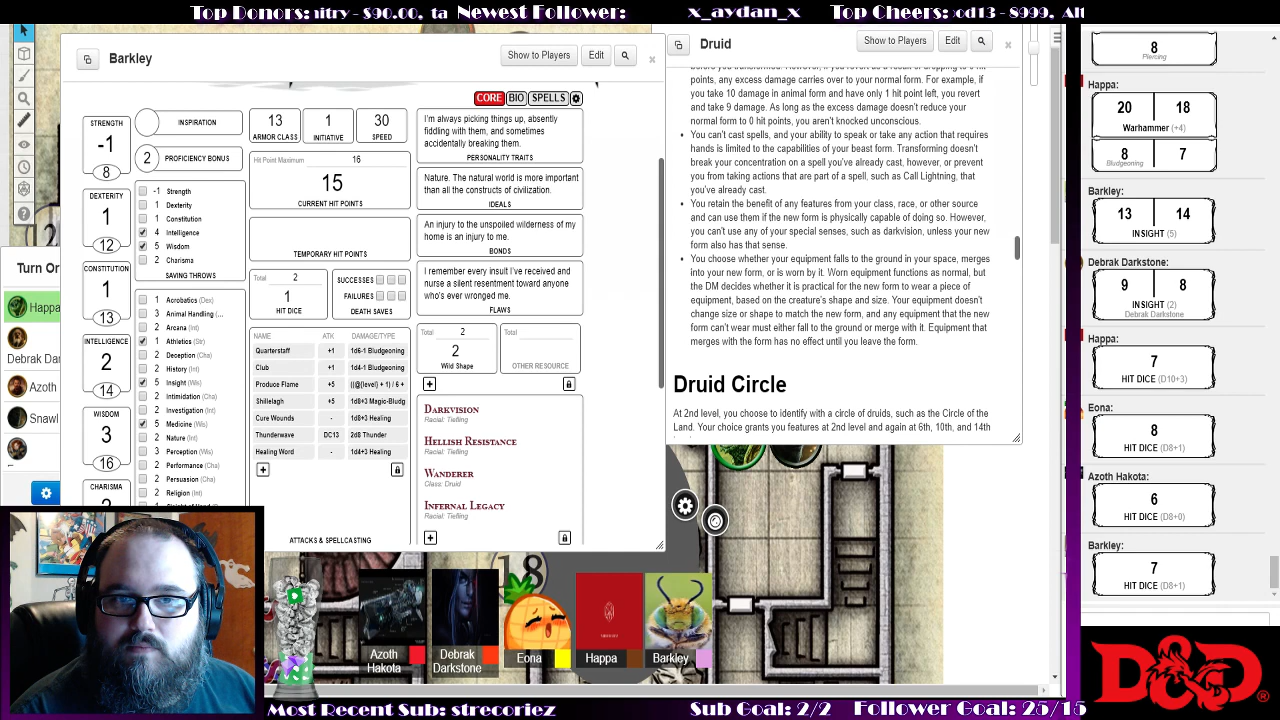 Top Donors: nitry - $90.00, ta
Newest Follower:
x_aydan_x
Top Cheers: :od13 - 8999, Alt
Barkley
Show to Players
Edit
CORE
BIO
SPELLS
STRENGTH
-1
8
DEXTERITY
1
12
CONSTITUTION
1
13
INTELLIGENCE
2
14
WISDOM
3
16
CHARISMA
INSPIRATION
2
PROFICIENCY BONUS
-1 Strength
1 Dexterity
1 Constitution
4 Intelligence
5 Wisdom
2 Charisma
SAVING THROWS
1 Acrobatics (Dex)
3 Animal Handling (...
2 Arcana (Int)
1 Athletics (Str)
2 Deception (Cha)
2 History (Int)
5 Insight (Wis)
2 Intimidation (Cha)
2 Investigation (Int)
5 Medicine (Wis)
2 Nature (Int)
3 Perception (Wis)
2 Performance (Cha)
2 Persuasion (Cha)
2 Religion (Int)
13
ARMOR CLASS
1
INITIATIVE
30
SPEED
Hit Point Maximum
16
15
CURRENT HIT POINTS
TEMPORARY HIT POINTS
Total
2
1
HIT DICE
SUCCESSES
FAILURES
DEATH SAVES
NAME ATK DAMAGE/TYPE
Quarterstaff +1 1d6-1 Bludgeoning
Club +1 1d4-1 Bludgeoning
Produce Flame +5 ((@{level} + 1) / 6 +
Shillelagh +5 1d8+3 Magic-Bludg
Cure Wounds - 1d8+3 Healing
Thunderwave DC13 2d8 Thunder
Healing Word - 1d4+3 Healing
ATTACKS & SPELLCASTING
I'm always picking things up, absently
fiddling with them, and sometimes
accidentally breaking them.
PERSONALITY TRAITS
Nature. The natural world is more important
than all the constructs of civilization.
IDEALS
An injury to the unspoiled wilderness of my
home is an injury to me.
BONDS
I remember every insult I've received and
nurse a silent resentment toward anyone
who's ever wronged me.
FLAWS
Total
2
2
Wild Shape
Total
OTHER RESOURCE
DARKVISION
Racial: Tiefling
HELLISH RESISTANCE
Racial: Tiefling
WANDERER
Class: Druid
INFERNAL LEGACY
Racial: Tiefling
Druid
Show to Players
Edit
points, any excess damage carries over to your normal form. For example, if
you take 10 damage in animal form and have only 1 hit point left, you revert
and take 9 damage. As long as the excess damage doesn't reduce your
normal form to 0 hit points, you aren't knocked unconscious.
You can't cast spells, and your ability to speak or take any action that requires
hands is limited to the capabilities of your beast form. Transforming doesn't
break your concentration on a spell you've already cast, however, or prevent
you from taking actions that are part of a spell, such as Call Lightning, that
you've already cast.
You retain the benefit of any features from your class, race, or other source
and can use them if the new form is physically capable of doing so. However,
you can't use any of your special senses, such as darkvision, unless your new
form also has that sense.
You choose whether your equipment falls to the ground in your space, merges
into your new form, or is worn by it. Worn equipment functions as normal, but
the DM decides whether it is practical for the new form to wear a piece of
equipment, based on the creature's shape and size. Your equipment doesn't
change size or shape to match the new form, and any equipment that the new
form can't wear must either fall to the ground or merge with it. Equipment that
merges with the form has no effect until you leave the form.
Druid Circle
At 2nd level, you choose to identify with a circle of druids, such as the Circle of the
Land. Your choice grants you features at 2nd level and again at 6th, 10th, and 14th
Turn Or
Happa
Debrak Dar
Azoth
Snawl
8
Piercing
Happa:
20 18
Warhammer (+4)
8 7
Bludgeoning
Barkley:
13 14
INSIGHT (5)
Debrak Darkstone:
9 8
INSIGHT (2)
Debrak Darkstone
Happa:
7
HIT DICE (D10+3)
Eona:
8
HIT DICE (D8+1)
Azoth Hakota:
6
HIT DICE (D8+0)
Barkley:
7
HIT DICE (D8+1)
Azoth
Hakota
Debrak
Darkstone
Eona
Happa
Barkley
Most Recent Sub: strecoriez
Sub Goal: 2/2
Follower Goal: 25/15
D&D